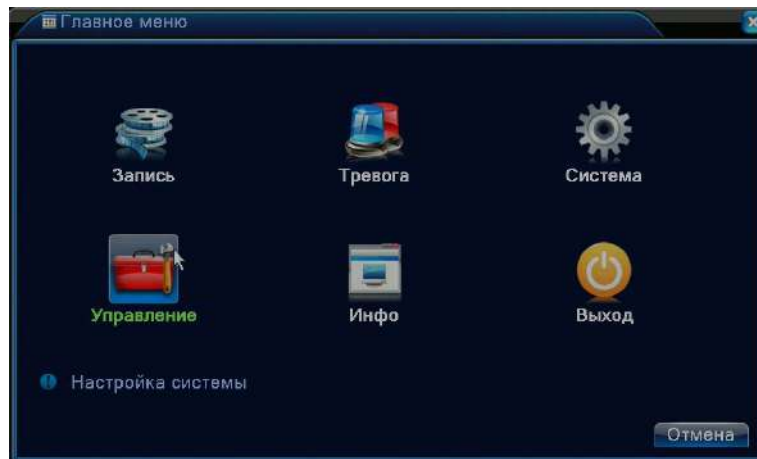 Главное меню
Запись Тревога Система
Управление Инфо Выход
Настройка системы
Отмена